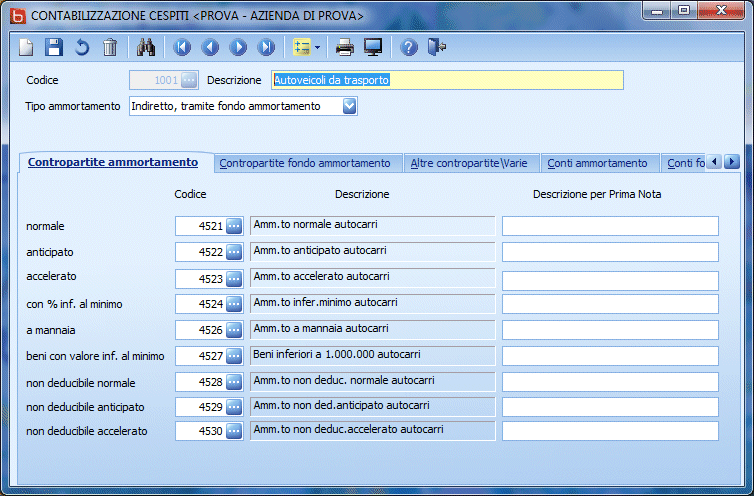 CONTABILIZZAZIONE CESPITI <PROVA - AZIENDA DI PROVA>
Codice 1001 Descrizione Autoveicoli da trasporto
Tipo ammortamento Indiretto, tramite fondo ammortamento
Contropartite ammortamento Contropartite fondo ammortamento Altre contropartite\Varie Conti ammortamento Conti fo
Codice Descrizione Descrizione per Prima Nota
normale 4521 Amm.to normale autocarri
anticipato 4522 Amm.to anticipato autocarri
accelerato 4523 Amm.to accelerato autocarri
con % inf. al minimo 4524 Amm.to infer.minimo autocarri
a mannaia 4526 Amm.to a mannaia autocarri
beni con valore inf. al minimo 4527 Beni inferiori a 1.000.000 autocarri
non deducibile normale 4528 Amm.to non deduc. normale autocarri
non deducibile anticipato 4529 Amm.to non ded.anticipato autocarri
non deducibile accelerato 4530 Amm.to non deduc.accelerato autocarri